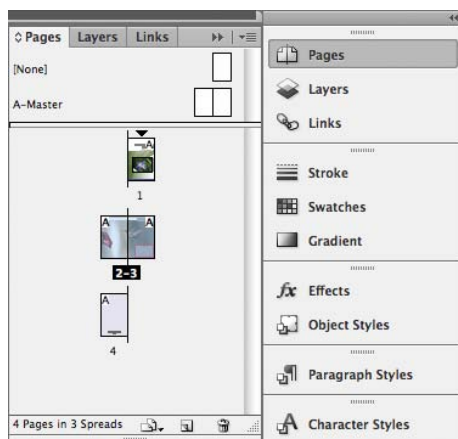 Pages Layers Links
[None]
A-Master
A
1
A A
2-3
A
4
4 Pages in 3 Spreads
Pages
Layers
Links
Stroke
Swatches
Gradient
fx Effects
Object Styles
Paragraph Styles
A Character Styles